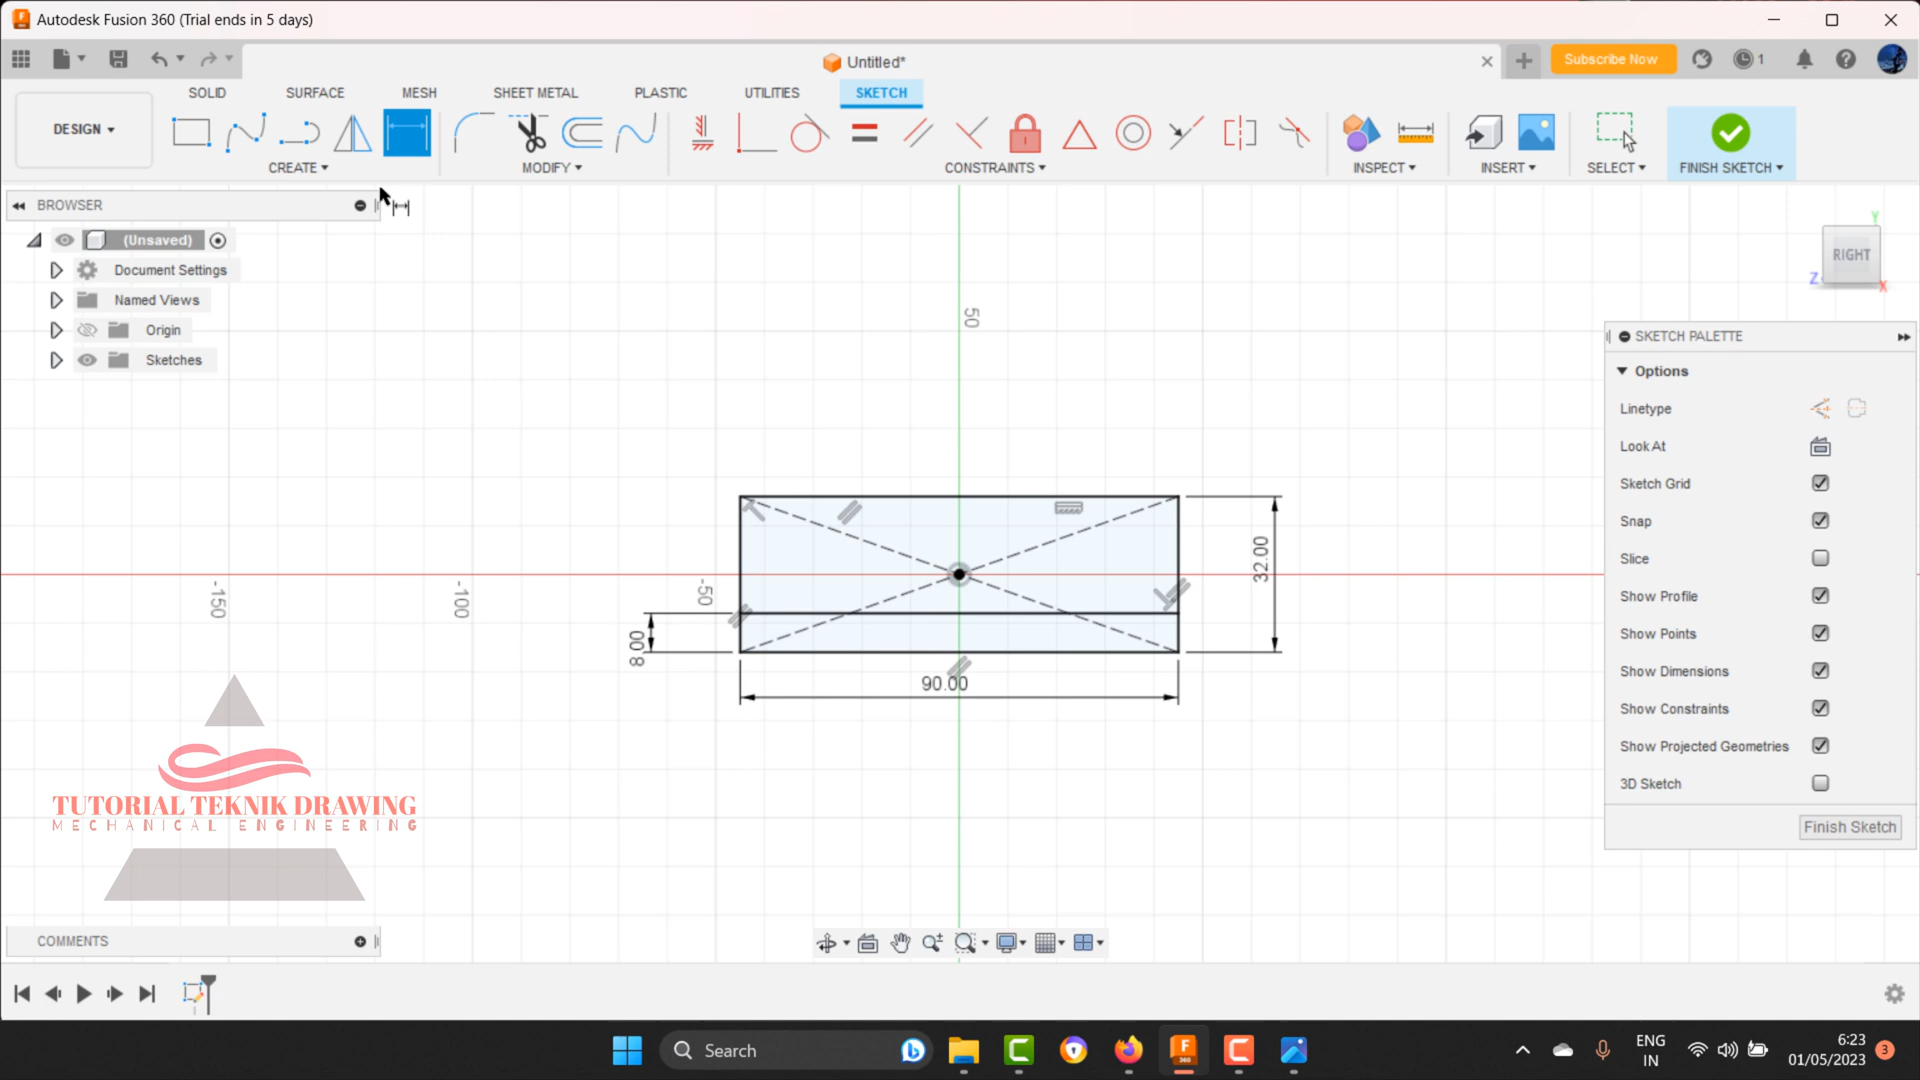 Autodesk Fusion 360 (Trial ends in 5 days)
Untitled*
Subscribe Now
1
DESIGN
SOLID
SURFACE
MESH
SHEET METAL
PLASTIC
UTILITIES
SKETCH
CREATE
MODIFY
CONSTRAINTS
INSPECT
INSERT
SELECT
FINISH SKETCH
BROWSER
(Unsaved)
Document Settings
Named Views
Origin
Sketches
50
-150
-100
-50
8.00
90.00
32.00
Y
RIGHT
Z
X
SKETCH PALETTE
Options
Linetype
Look At
Sketch Grid
Snap
Slice
Show Profile
Show Points
Show Dimensions
Show Constraints
Show Projected Geometries
3D Sketch
Finish Sketch
TUTORIAL TEKNIK DRAWING
MECHANICAL ENGINEERING
COMMENTS
Search
F
360
ENG
IN
6:23
01/05/2023
3